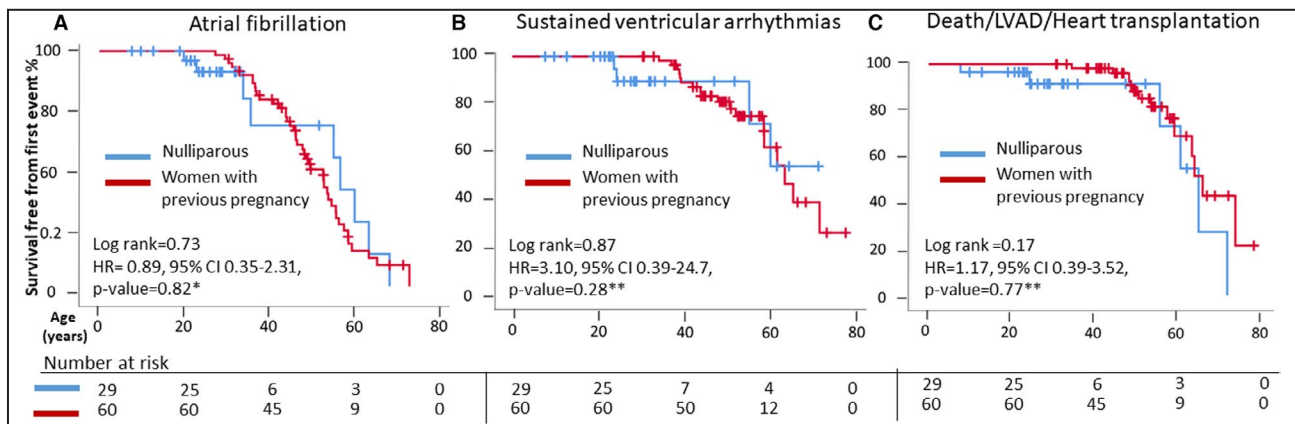 A Atrial fibrillation
Survival free from first event %
100
80
60
0.2
0
Nulliparous
Women with
previous pregnancy
Log rank=0.73
HR= 0.89, 95% CI 0.35-2.31,
p-value=0.82*
Age
(years)
0 20 40 60 80
B Sustained ventricular arrhythmias
100
80
60
40
20
0
Nulliparous
Women with
previous pregnancy
Log rank=0.87
HR=3.10, 95% CI 0.39-24.7,
p-value=0.28**
0 20 40 60 80
C Death/LVAD/Heart transplantation
100
80
60
40
20
0
Nulliparous
Women with
previous pregnancy
Log rank =0.17
HR=1.17, 95% CI 0.39-3.52,
p-value=0.77**
0 20 40 60 80
Number at risk
29 25 6 3 0 29 25 7 4 0 29 25 6 3 0
60 60 45 9 0 60 60 50 12 0 60 60 45 9 0